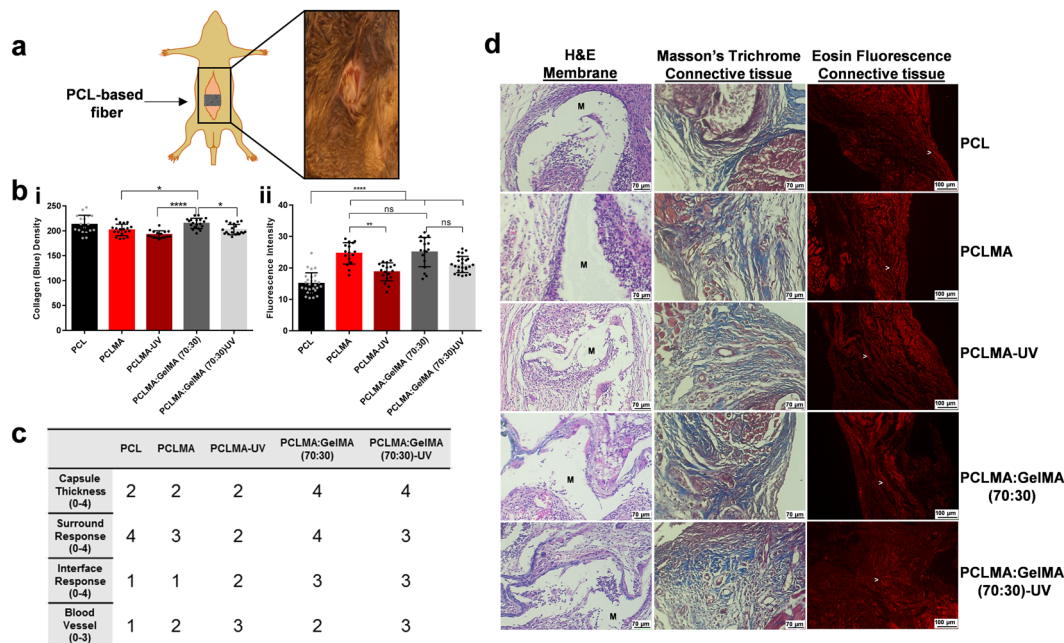 a
PCL-based
fiber
b
i
Collagen (Blue) Density
300
250
200
150
100
50
0
*
****
*
PCL
PCLMA
PCLMA-UV
PCLMA:GelMA (70:30)
PCLMA:GelMA (70:30)UV
ii
Fluorescence Intensity
40
30
20
10
0
****
ns
**
ns
PCL
PCLMA
PCLMA-UV
PCLMA:GelMA (70:30)
PCLMA:GelMA (70:30)UV
c
PCL PCLMA PCLMA-UV PCLMA:GelMA (70:30) PCLMA:GelMA (70:30)-UV
Capsule
Thickness
(0-4)
2 2 2 4 4
Surround
Response
(0-4)
4 3 2 4 3
Interface
Response
(0-4)
1 1 2 3 3
Blood
Vessel
(0-3)
1 2 3 2 3
d
H&E
Membrane
Masson's Trichrome
Connective tissue
Eosin Fluorescence
Connective tissue
M
70 µm
70 µm
>
100 µm
PCL
M
70 µm
70 µm
>
100 µm
PCLMA
M
70 µm
70 µm
>
100 µm
PCLMA-UV
M
70 µm
70 µm
>
100 µm
PCLMA:GelMA
(70:30)
M
70 µm
70 µm
>
100 µm
PCLMA:GelMA
(70:30)-UV